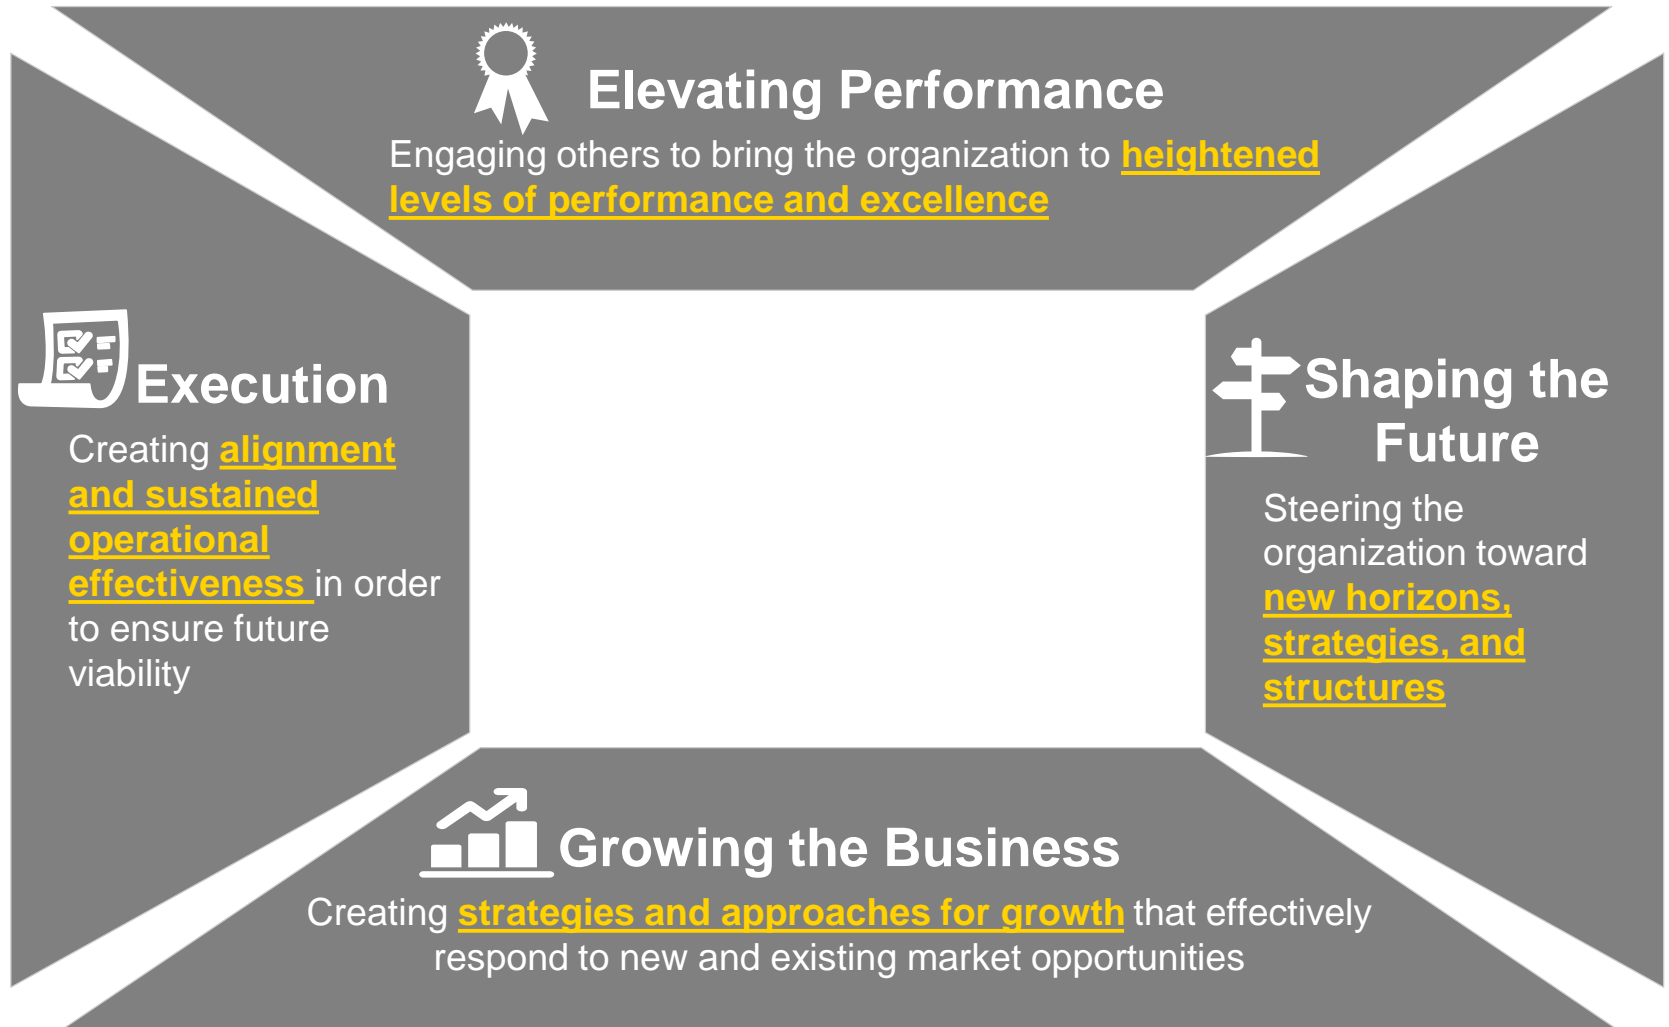 Elevating Performance
Engaging others to bring the organization to heightened
levels of performance and excellence
Execution
Creating alignment
and sustained
operational
effectiveness in order
to ensure future
viability
Shaping the
Future
Steering the
organization toward
new horizons,
strategies, and
structures
Growing the Business
Creating strategies and approaches for growth that effectively
respond to new and existing market opportunities